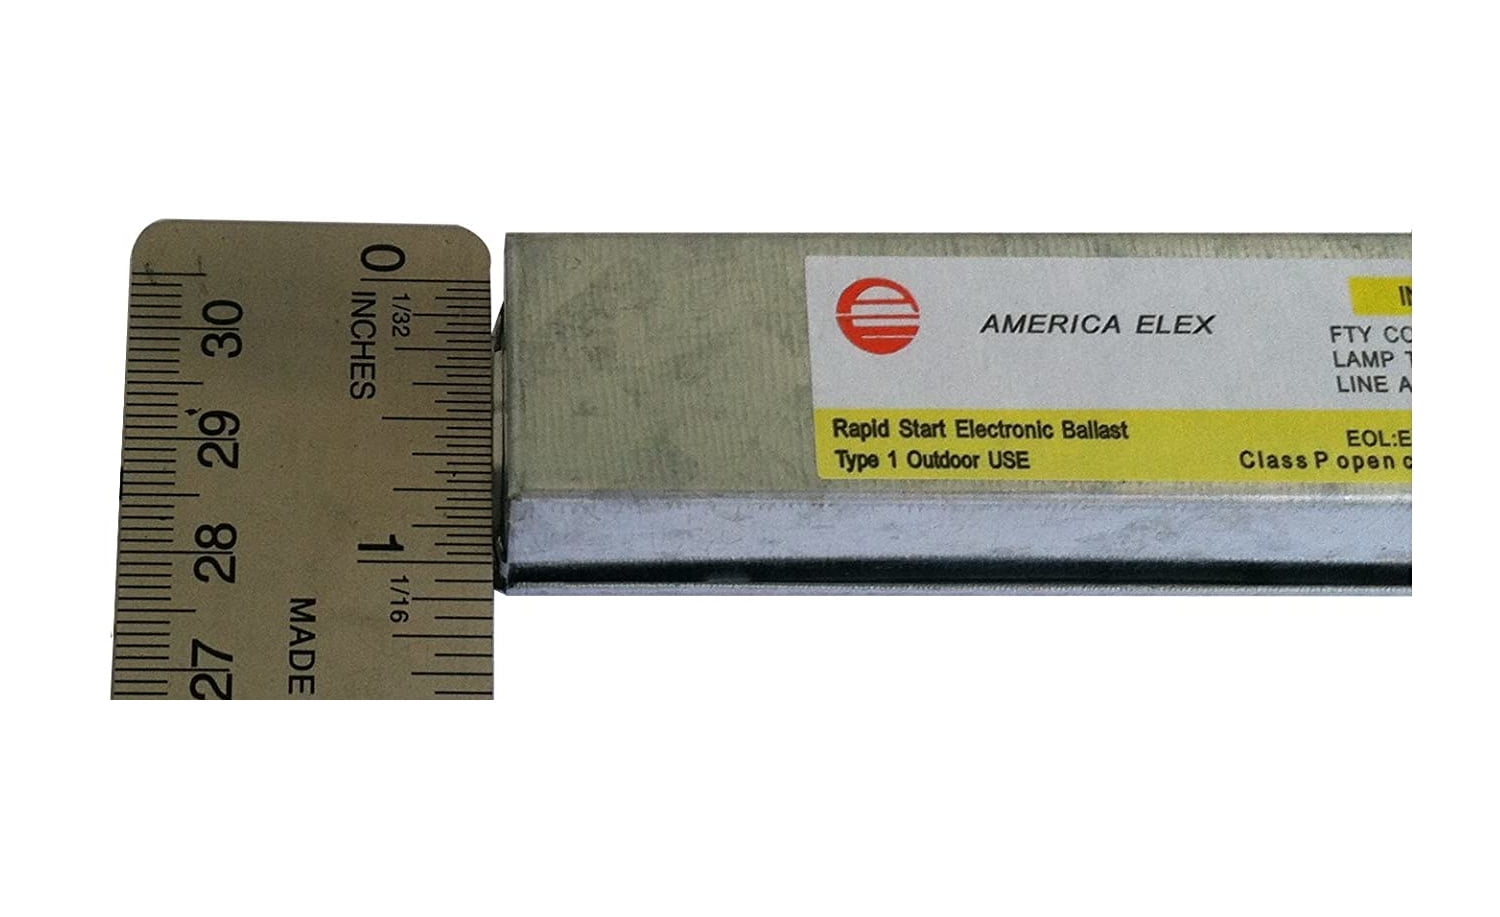 0
INCHES
1/32
30
29
28
27
1
1/16
MADE
AMERICA ELEX
Rapid Start Electronic Ballast
Type 1 Outdoor USE
FTY
LAMP
LINE
EOL:E
Class P open